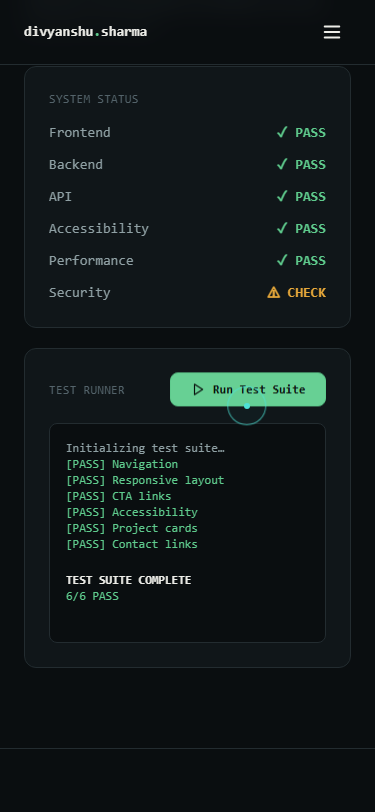 divyanshu.sharma
SYSTEM STATUS
Frontend ✓ PASS
Backend ✓ PASS
API ✓ PASS
Accessibility ✓ PASS
Performance ✓ PASS
Security ⚠ CHECK
TEST RUNNER
Run Test Suite
Initializing test suite…
[PASS] Navigation
[PASS] Responsive layout
[PASS] CTA links
[PASS] Accessibility
[PASS] Project cards
[PASS] Contact links
TEST SUITE COMPLETE
6/6 PASS